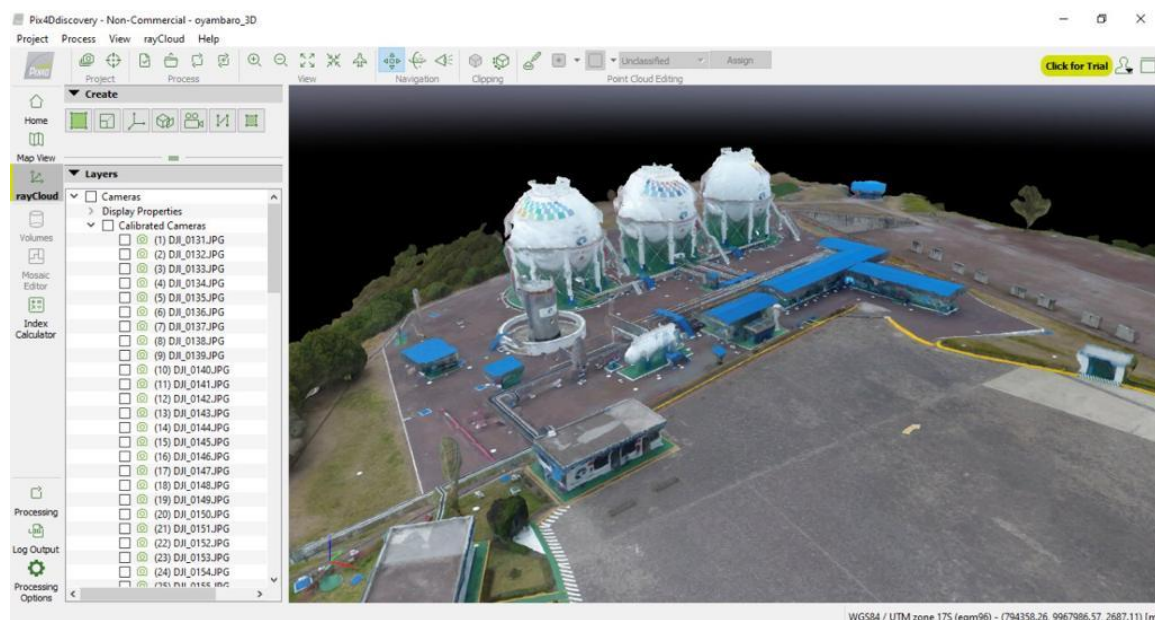 Pix4Ddiscovery - Non-Commercial - oyambaro_3D
Project Process View rayCloud Help
Project Process View Navigation Clipping Point Cloud Editing
Unclassified Assign
Click for Trial
Home
Map View
rayCloud
Volumes
Mosaic
Editor
Index
Calculator
Processing
Log Output
Processing
Options
Create
Layers
Cameras
Display Properties
Calibrated Cameras
(1) DJI_0131.JPG
(2) DJI_0132.JPG
(3) DJI_0133.JPG
(4) DJI_0134.JPG
(5) DJI_0135.JPG
(6) DJI_0136.JPG
(7) DJI_0137.JPG
(8) DJI_0138.JPG
(9) DJI_0139.JPG
(10) DJI_0140.JPG
(11) DJI_0141.JPG
(12) DJI_0142.JPG
(13) DJI_0143.JPG
(14) DJI_0144.JPG
(15) DJI_0145.JPG
(16) DJI_0146.JPG
(17) DJI_0147.JPG
(18) DJI_0148.JPG
(19) DJI_0149.JPG
(20) DJI_0150.JPG
(21) DJI_0151.JPG
(22) DJI_0152.JPG
(23) DJI_0153.JPG
(24) DJI_0154.JPG
(25) DJI_0155.JPG
WGS84 / UTM zone 17S (egm96) - (794358.26, 9967986.57, 2687.11) [m